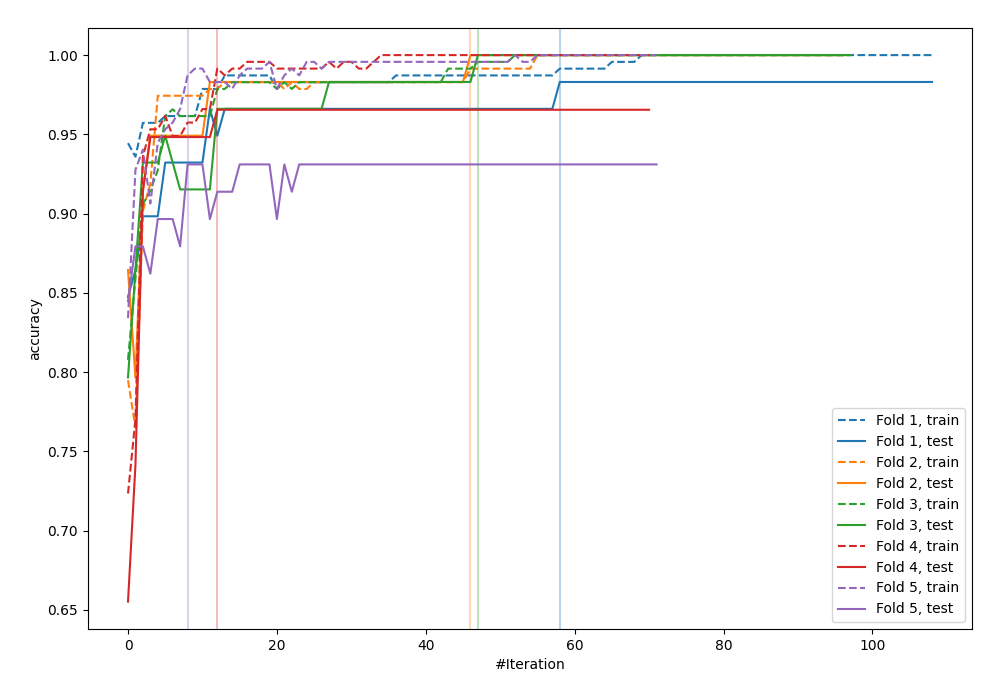 1.00
0.95
0.90
0.85
0.80
0.75
0.70
0.65
accuracy
0
20
40
60
80
100
#Iteration
Fold 1, train
Fold 1, test
Fold 2, train
Fold 2, test
Fold 3, train
Fold 3, test
Fold 4, train
Fold 4, test
Fold 5, train
Fold 5, test